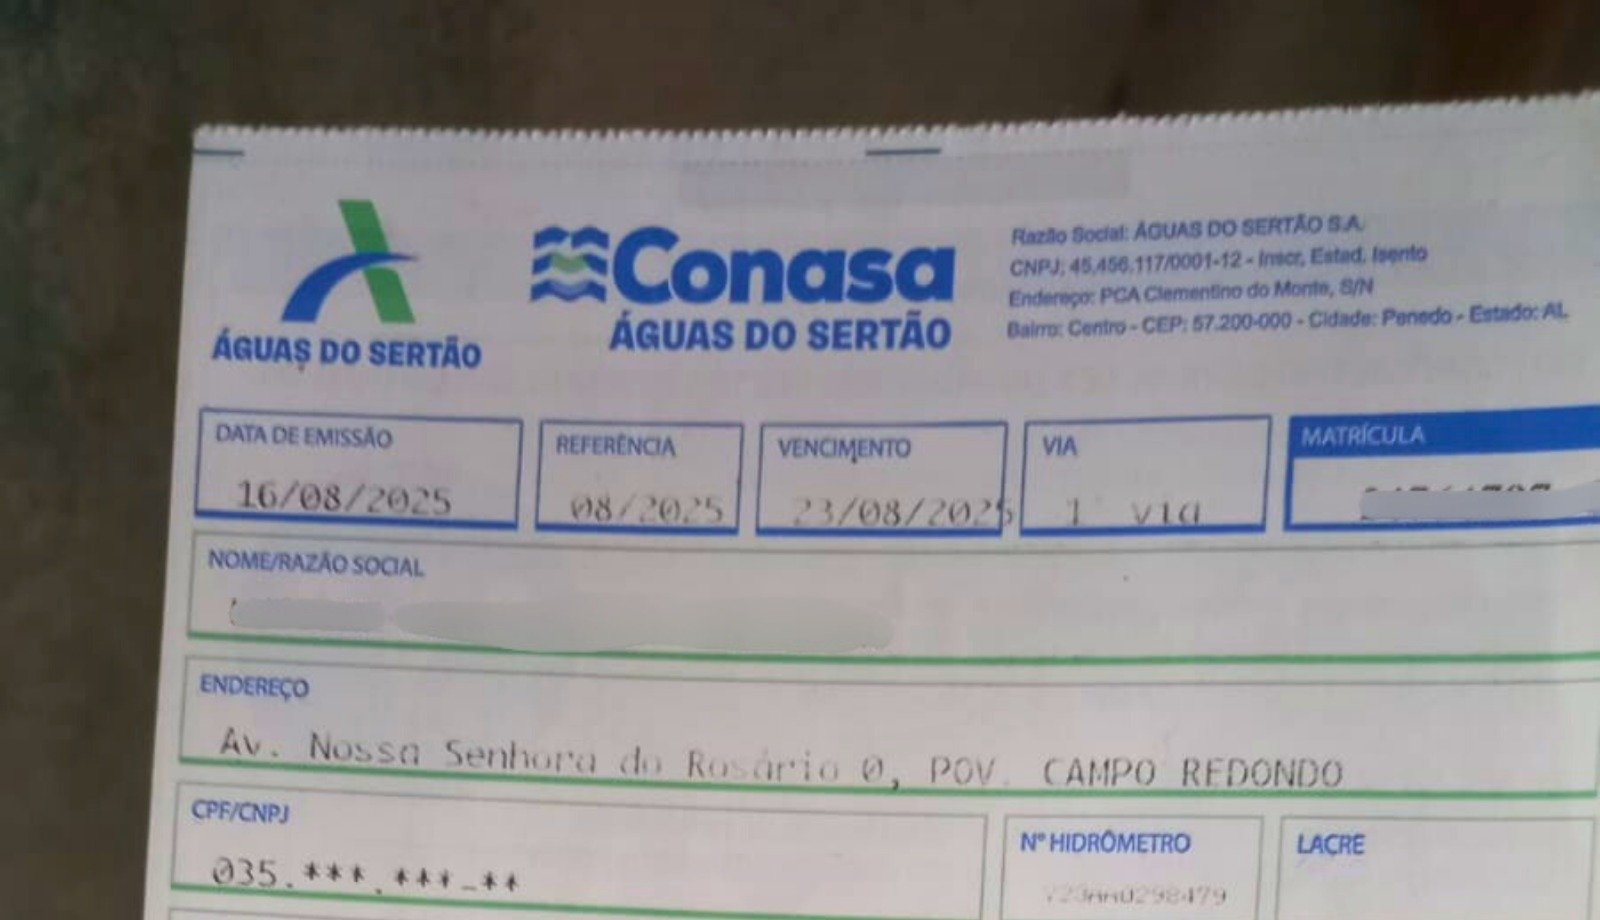 ÁGUAS DO SERTÃO
Conasa
ÁGUAS DO SERTÃO
Razão Social: ÁGUAS DO SERTÃO S.A.
CNPJ: 45.456.117/0001-12 - Inscr. Estad. Isento
Endereço: PCA Clementino do Monte, S/N
Bairro: Centro - CEP: 57.200-000 - Cidade: Penedo - Estado: AL
DATA DE EMISSÃO
16/08/2025
REFERÊNCIA
08/2025
VENCIMENTO
23/08/2025
VIA
1 via
MATRÍCULA
NOME/RAZÃO SOCIAL
ENDEREÇO
Av. Nossa Senhora do Rosário 0, POV. CAMPO REDONDO
CPF/CNPJ
035.***.***-**
Nº HIDRÔMETRO
LACRE